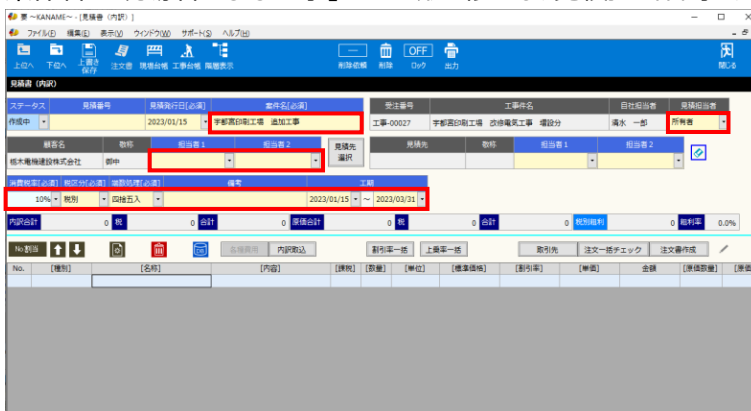 要 ～KANAME～ - [見積書（内訳）]
ファイル(F) 編集(E) 表示(V) ウィンドウ(W) サポート(S) ヘルプ(H)
上位へ 下位へ 上書き保存 注文書 現場台帳 工事台帳 階層表示 削除依頼 削除 OFF ロック 出力 閉じる
見積書（内訳）
ステータス 見積番号 見積発行日[必須] 案件名[必須] 受注番号 工事件名 自社担当者 見積担当者
作成中 2023/01/15 宇都宮印刷工場 追加工事 工事-00027 宇都宮印刷工場 改修電気工事 増設分 清水 一郎 所有者
顧客名 敬称 担当者1 担当者2 見積先選択 見積先 敬称 担当者1 担当者2
栃木電機建設株式会社 御中
消費税率[必須] 税区分[必須] 端数処理[必須] 備考 工期
10% 税別 四捨五入 2023/01/15 ～ 2023/03/31
内訳合計 0 税 0 合計 0 原価合計 0 税 0 合計 0 税別粗利 0 粗利率 0.0%
No割当 DB 各種費用 内訳取込 割引率一括 上乗率一括 取引先 注文一括チェック 注文書作成
No. [種別] [名称] [内容] [課税] [数量] [単位] [標準価格] [割引率] [単価] 金額 [原価数量] [原価